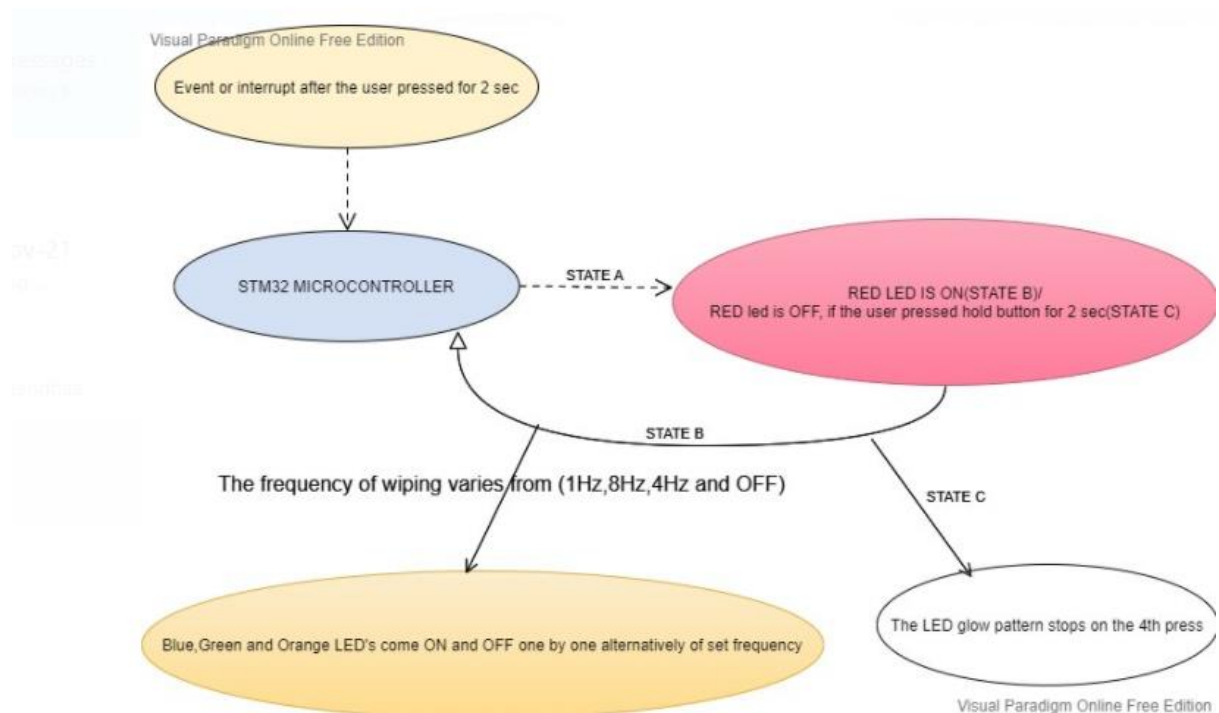 Visual Paradigm Online Free Edition
Event or interrupt after the user pressed for 2 sec
STM32 MICROCONTROLLER
STATE A
RED LED IS ON(STATE B)/
RED led is OFF, if the user pressed hold button for 2 sec(STATE C)
STATE B
The frequency of wiping varies from (1Hz,8Hz,4Hz and OFF)
STATE C
Blue,Green and Orange LED's come ON and OFF one by one alternatively of set frequency
The LED glow pattern stops on the 4th press
Visual Paradigm Online Free Edition